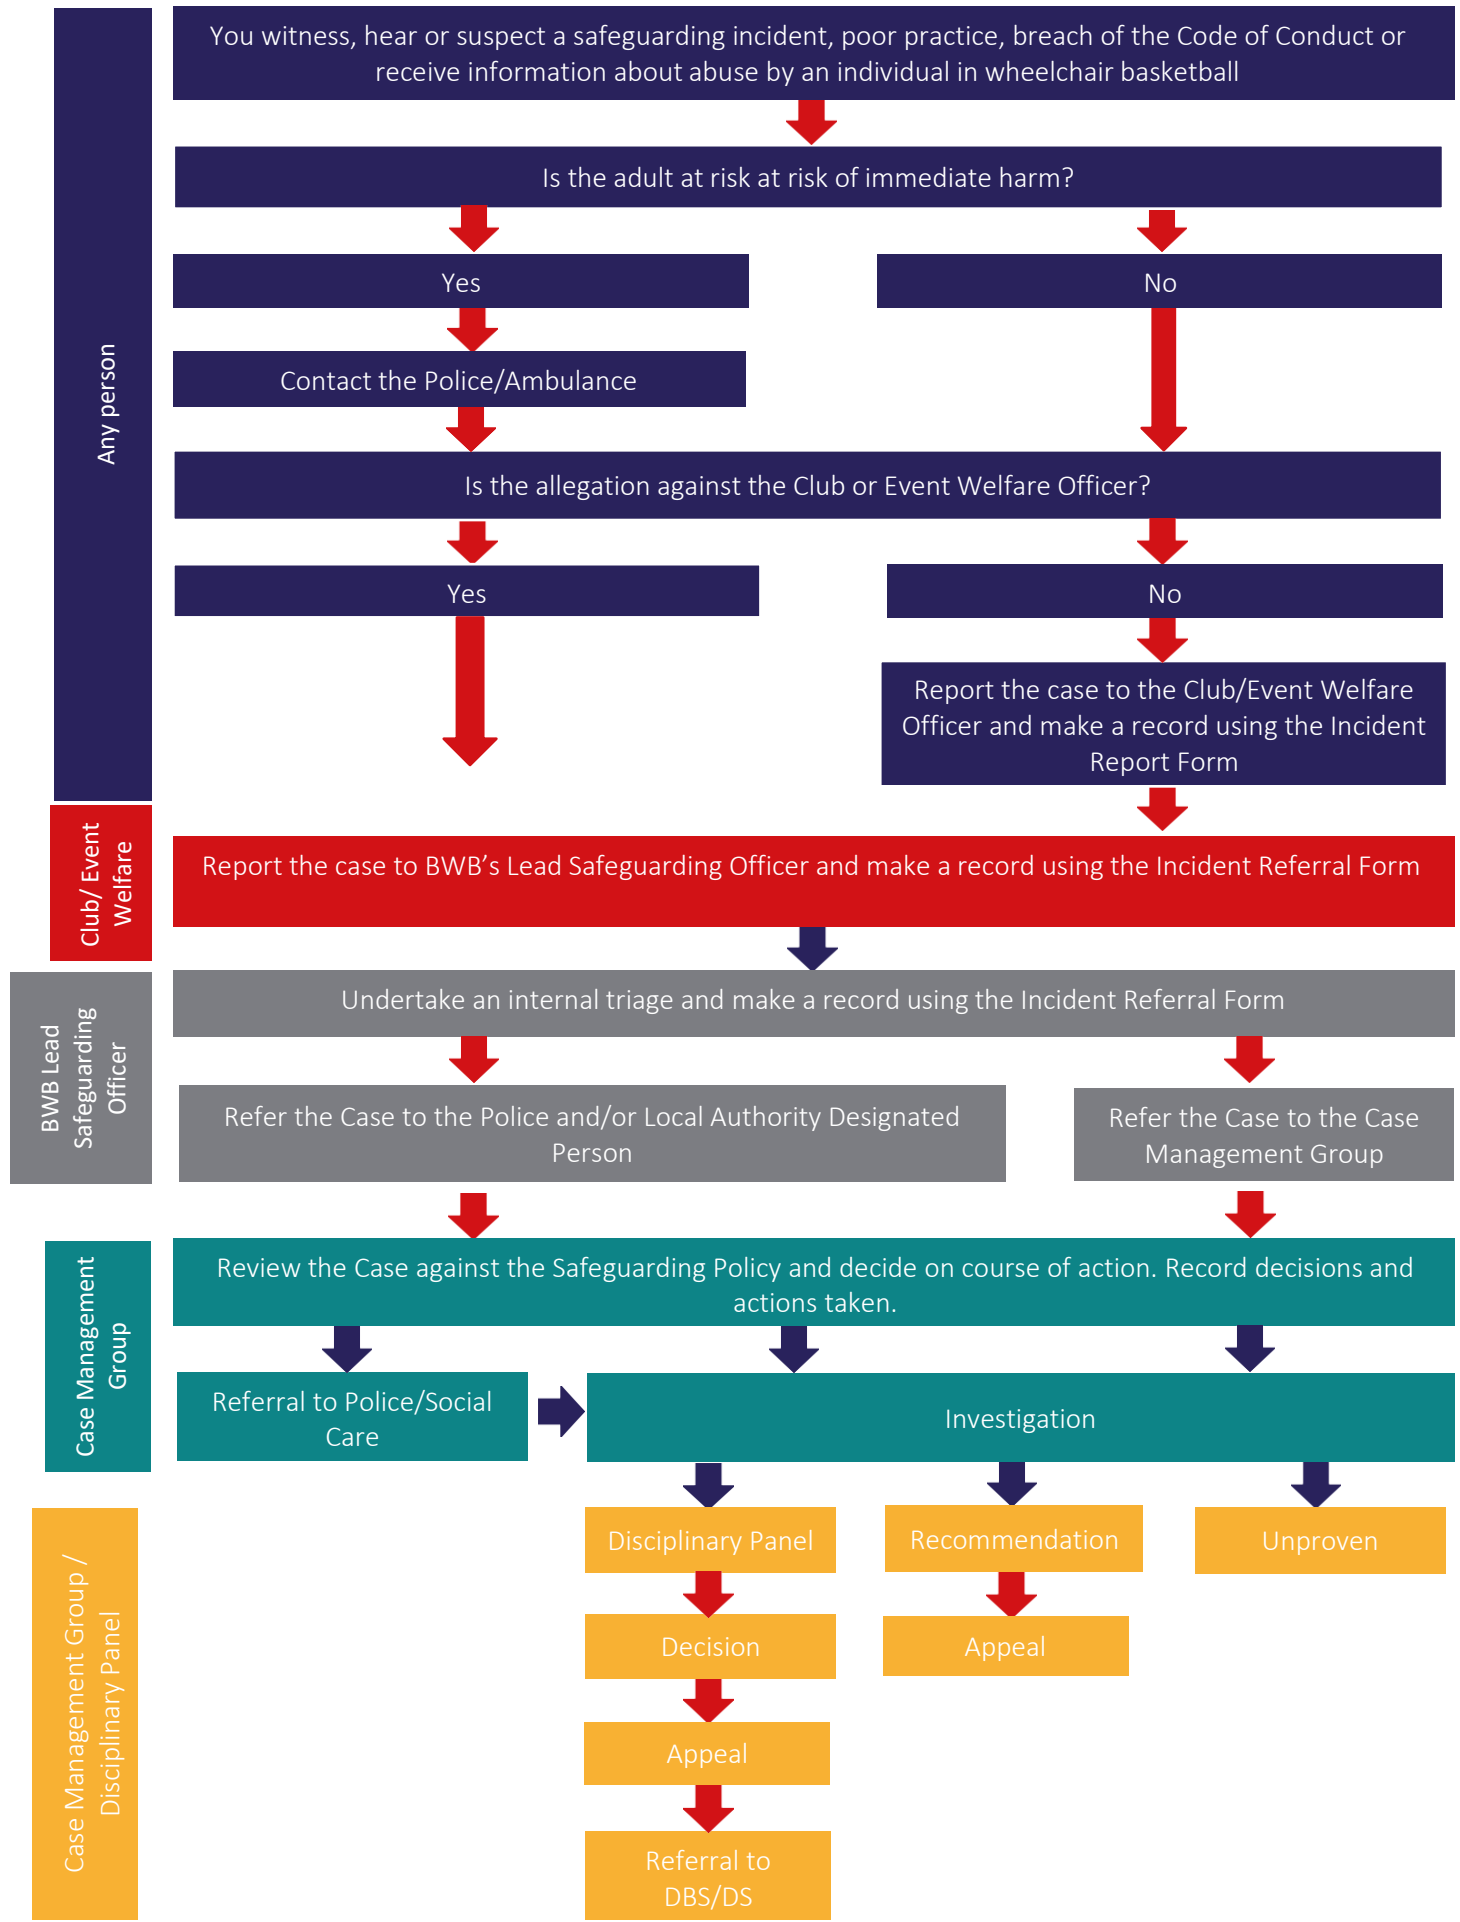 You witness, hear or suspect a safeguarding incident, poor practice, breach of the Code of Conduct or
receive information about abuse by an individual in wheelchair basketball
Is the adult at risk at risk of immediate harm?
Yes
No
Any person
Contact the Police/Ambulance
Is the allegation against the Club or Event Welfare Officer?
Yes
No
Report the case to the Club/Event Welfare
Officer and make a record using the Incident
Report Form
Club/ Event
Welfare
Report the case to BWB’s Lead Safeguarding Officer and make a record using the Incident Referral Form
BWB Lead
Safeguarding
Officer
Undertake an internal triage and make a record using the Incident Referral Form
Refer the Case to the Police and/or Local Authority Designated
Person
Refer the Case to the Case
Management Group
Case Management
Group
Review the Case against the Safeguarding Policy and decide on course of action. Record decisions and
actions taken.
Referral to Police/Social
Care
Investigation
Case Management Group /
Disciplinary Panel
Disciplinary Panel
Recommendation
Unproven
Decision
Appeal
Appeal
Referral to
DBS/DS